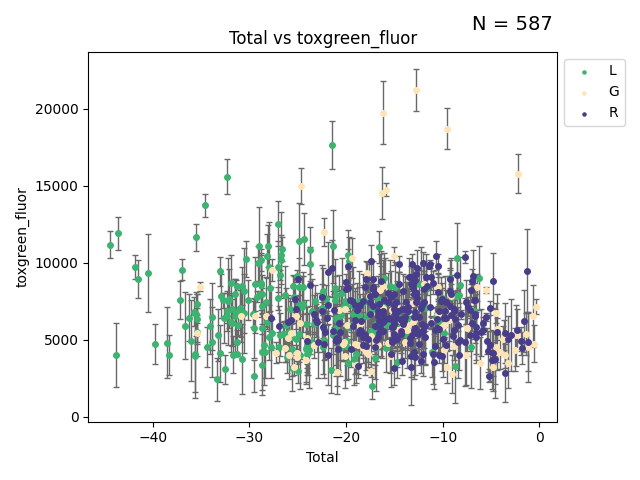 N = 587
Total vs toxgreen_fluor
L
G
R
20000
15000
10000
5000
0
toxgreen_fluor
−40
−30
−20
−10
0
Total